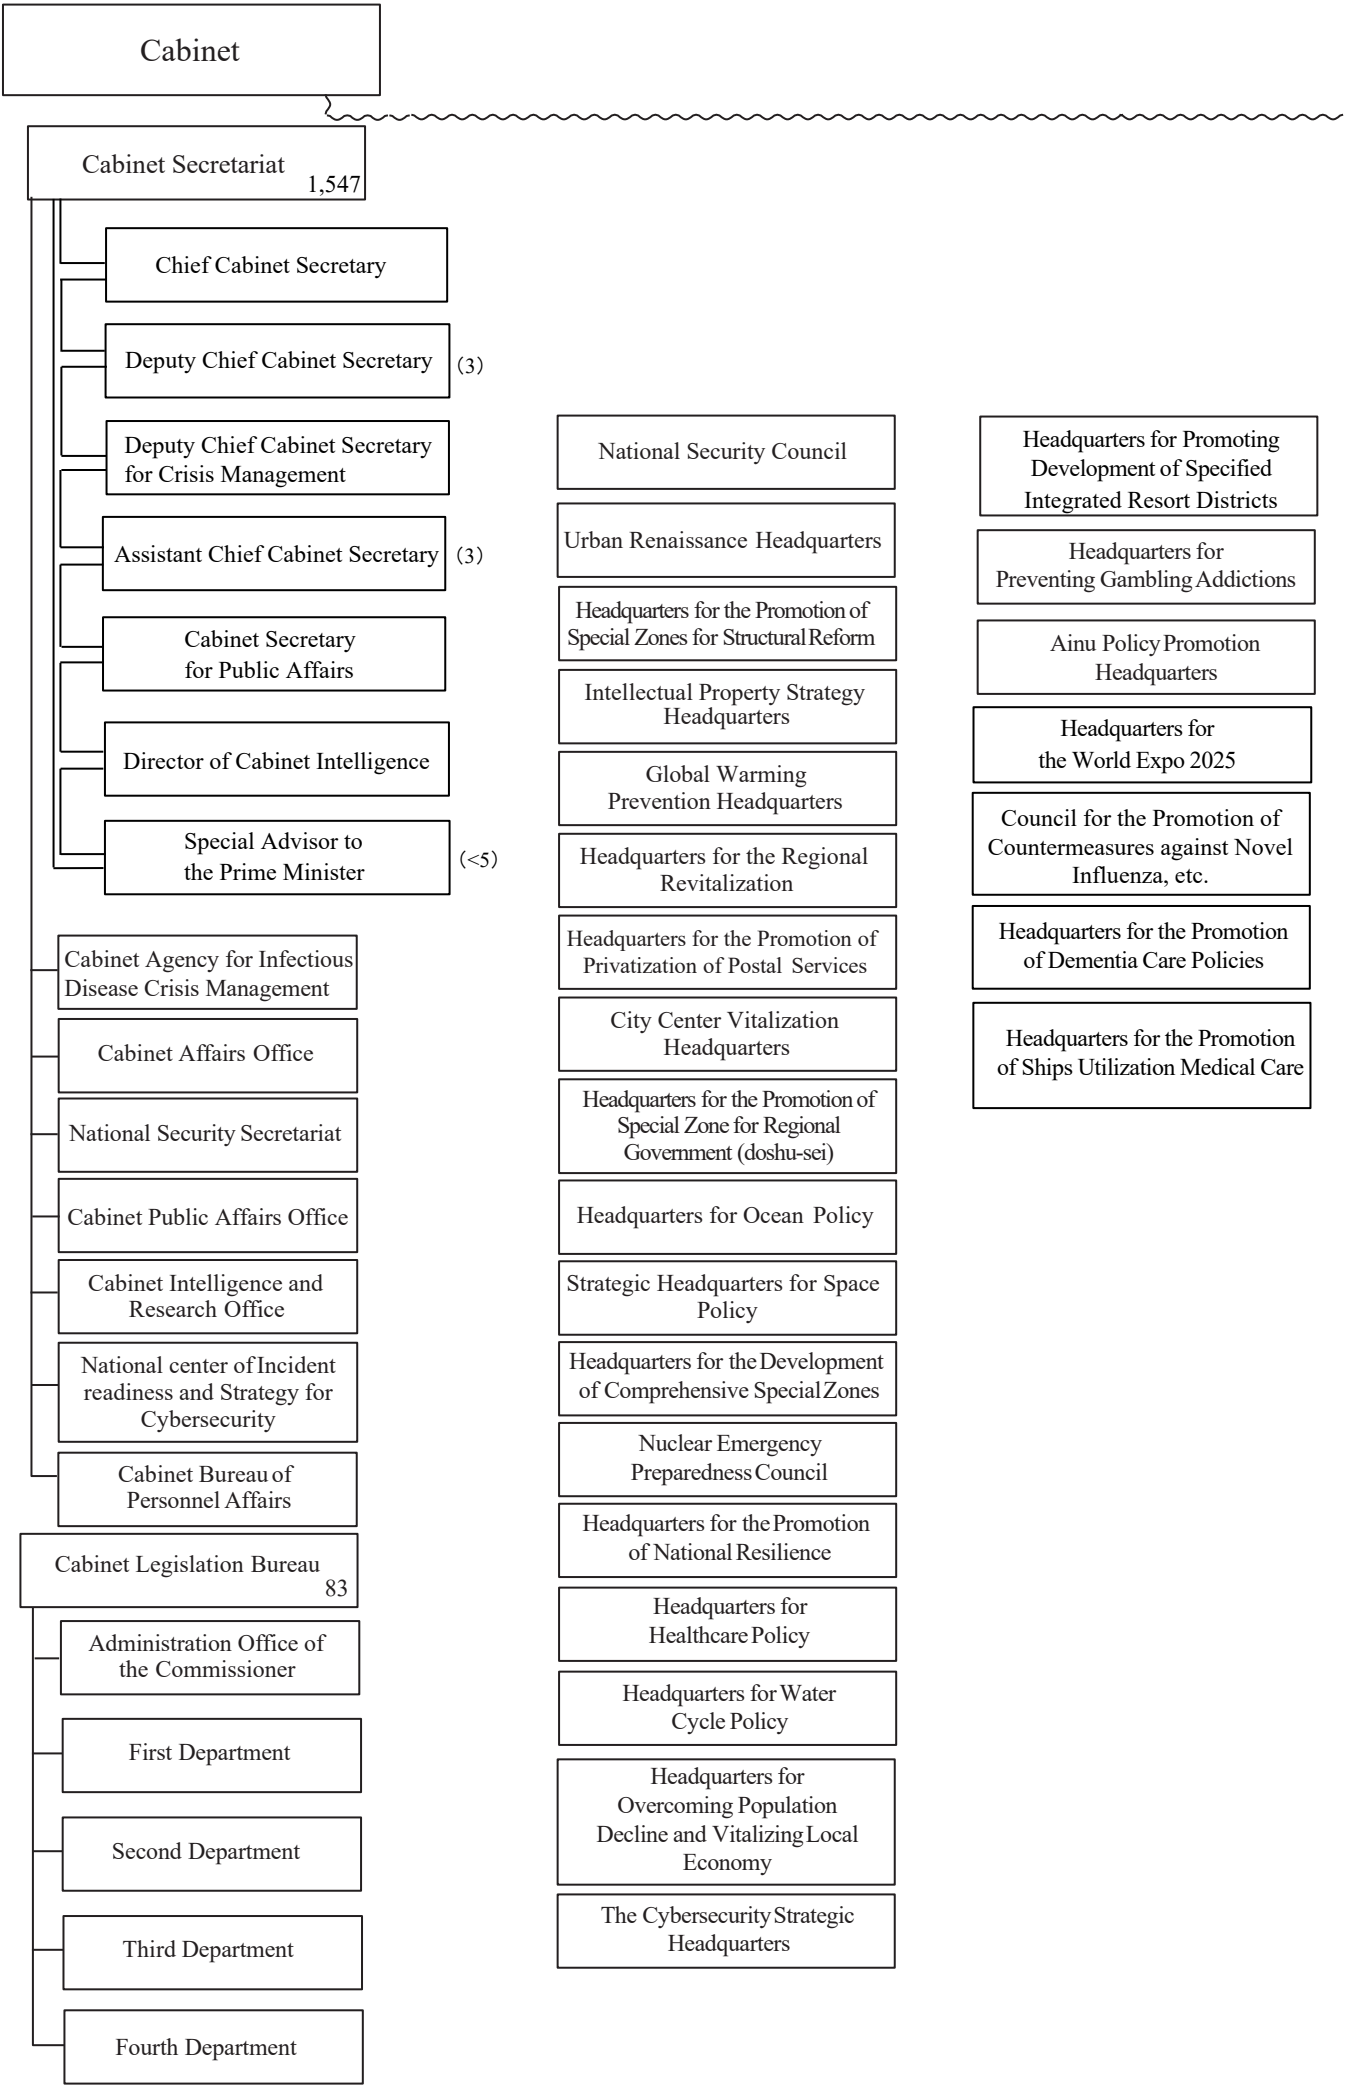 Cabinet
Cabinet Secretariat
1,547
Chief Cabinet Secretary
Deputy Chief Cabinet Secretary
(3)
Deputy Chief Cabinet Secretary
for Crisis Management
Assistant Chief Cabinet Secretary
(3)
Cabinet Secretary
for Public Affairs
Director of Cabinet Intelligence
Special Advisor to
the Prime Minister
(<5)
Cabinet Agency for Infectious
Disease Crisis Management
Cabinet Affairs Office
National Security Secretariat
Cabinet Public Affairs Office
Cabinet Intelligence and
Research Office
National center of Incident
readiness and Strategy for
Cybersecurity
Cabinet Bureau of
Personnel Affairs
Cabinet Legislation Bureau
83
Administration Office of
the Commissioner
First Department
Second Department
Third Department
Fourth Department
National Security Council
Urban Renaissance Headquarters
Headquarters for the Promotion of
Special Zones for Structural Reform
Intellectual Property Strategy
Headquarters
Global Warming
Prevention Headquarters
Headquarters for the Regional
Revitalization
Headquarters for the Promotion of
Privatization of Postal Services
City Center Vitalization
Headquarters
Headquarters for the Promotion of
Special Zone for Regional
Government (doshu-sei)
Headquarters for Ocean Policy
Strategic Headquarters for Space
Policy
Headquarters for the Development
of Comprehensive Special Zones
Nuclear Emergency
Preparedness Council
Headquarters for the Promotion
of National Resilience
Headquarters for
Healthcare Policy
Headquarters for Water
Cycle Policy
Headquarters for
Overcoming Population
Decline and Vitalizing Local
Economy
The Cybersecurity Strategic
Headquarters
Headquarters for Promoting
Development of Specified
Integrated Resort Districts
Headquarters for
Preventing Gambling Addictions
Ainu Policy Promotion
Headquarters
Headquarters for
the World Expo 2025
Council for the Promotion of
Countermeasures against Novel
Influenza, etc.
Headquarters for the Promotion
of Dementia Care Policies
Headquarters for the Promotion
of Ships Utilization Medical Care